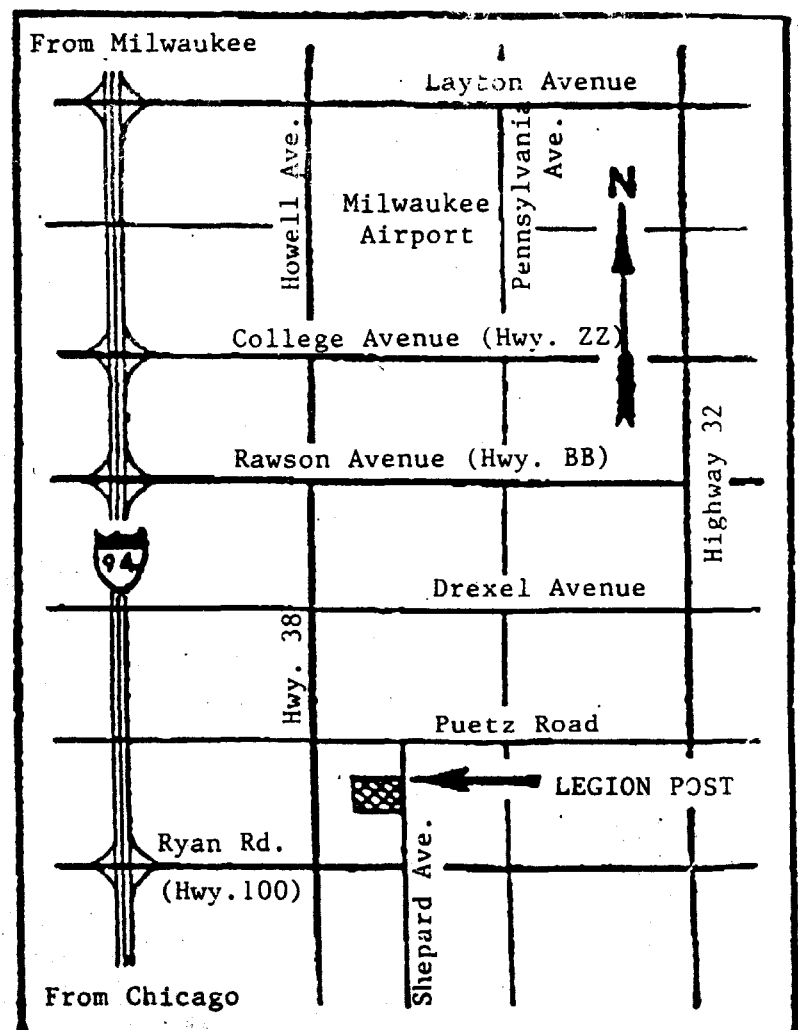 From Milwaukee
Layton Avenue
Howell Ave.
Pennsylvania
Ave.
N
Milwaukee
Airport
College Avenue (Hwy. ZZ)
Highway 32
Rawson Avenue (Hwy. BB)
94
Drexel Avenue
Hwy. 38
Puetz Road
LEGION POST
Ryan Rd.
(Hwy.100)
Shepard Ave.
From Chicago